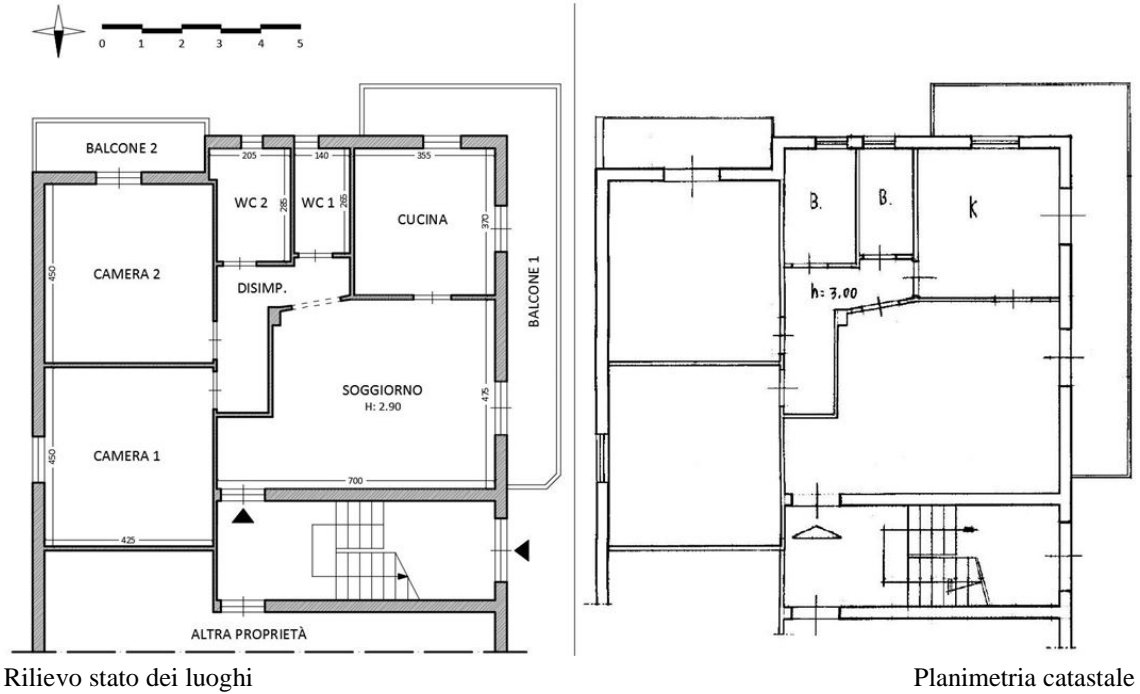 0 1 2 3 4 5
BALCONE 2
205 140 355
WC 2 285 WC 1 265 CUCINA 370
B. B. K
450 CAMERA 2
DISIMP.
BALCONE 1
h: 3.00
SOGGIORNO
H: 2.90
475
450 CAMERA 1
700
425
ALTRA PROPRIETÀ
Rilievo stato dei luoghi
Planimetria catastale